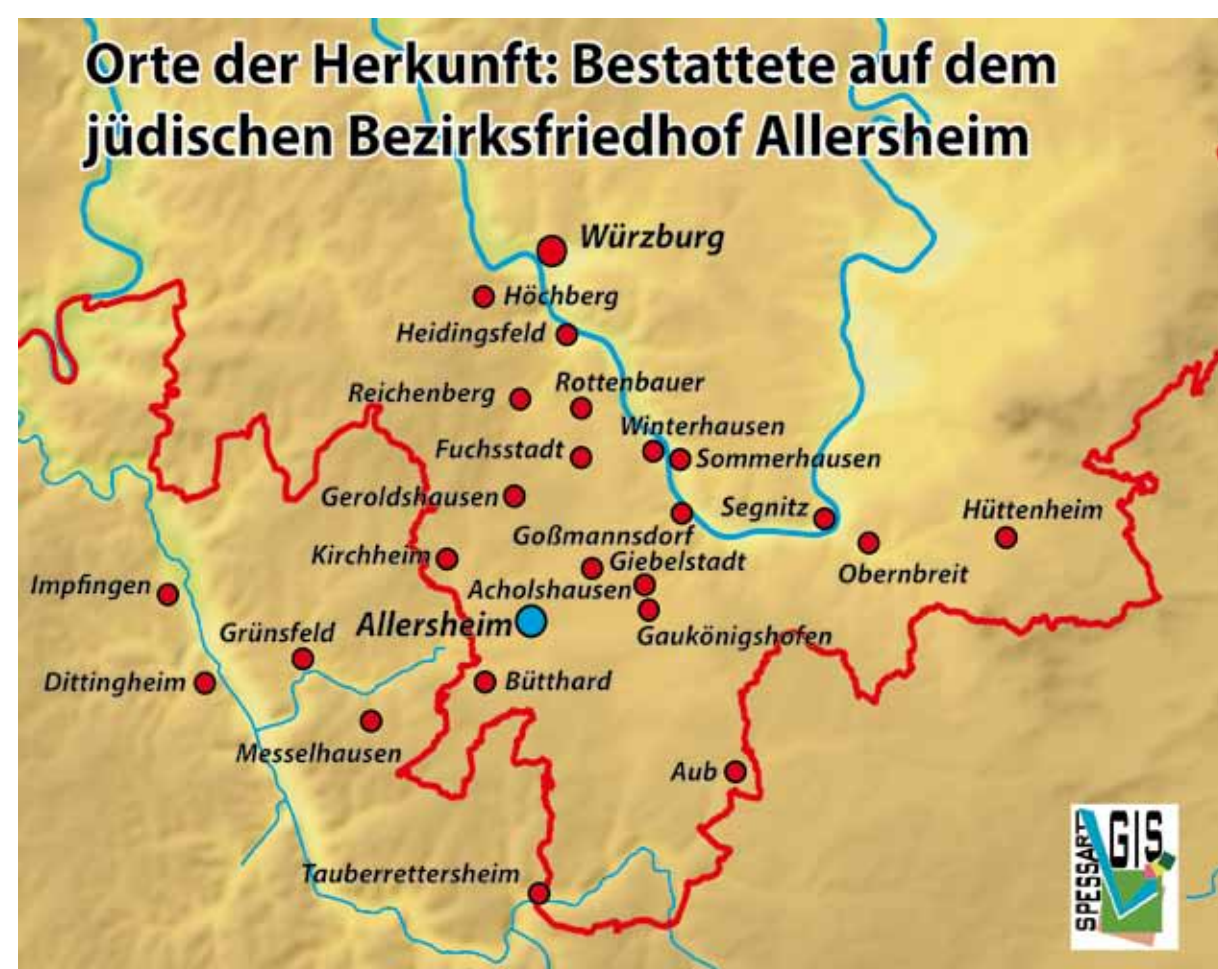 Orte der Herkunft: Bestattete auf dem
jüdischen Bezirksfriedhof Allersheim
Würzburg
Höchberg
Heidingsfeld
Reichenberg
Rottenbauer
Winterhausen
Fuchsstadt
Sommerhausen
Geroldshausen
Segnitz
Hüttenheim
Goßmannsdorf
Kirchheim
Giebelstadt
Obernbreit
Impfingen
Acholshausen
Grünsfeld
Allersheim
Gaukönigshofen
Dittingheim
Bütthard
Messelhausen
Aub
Tauberrettersheim
SPESSART
GIS